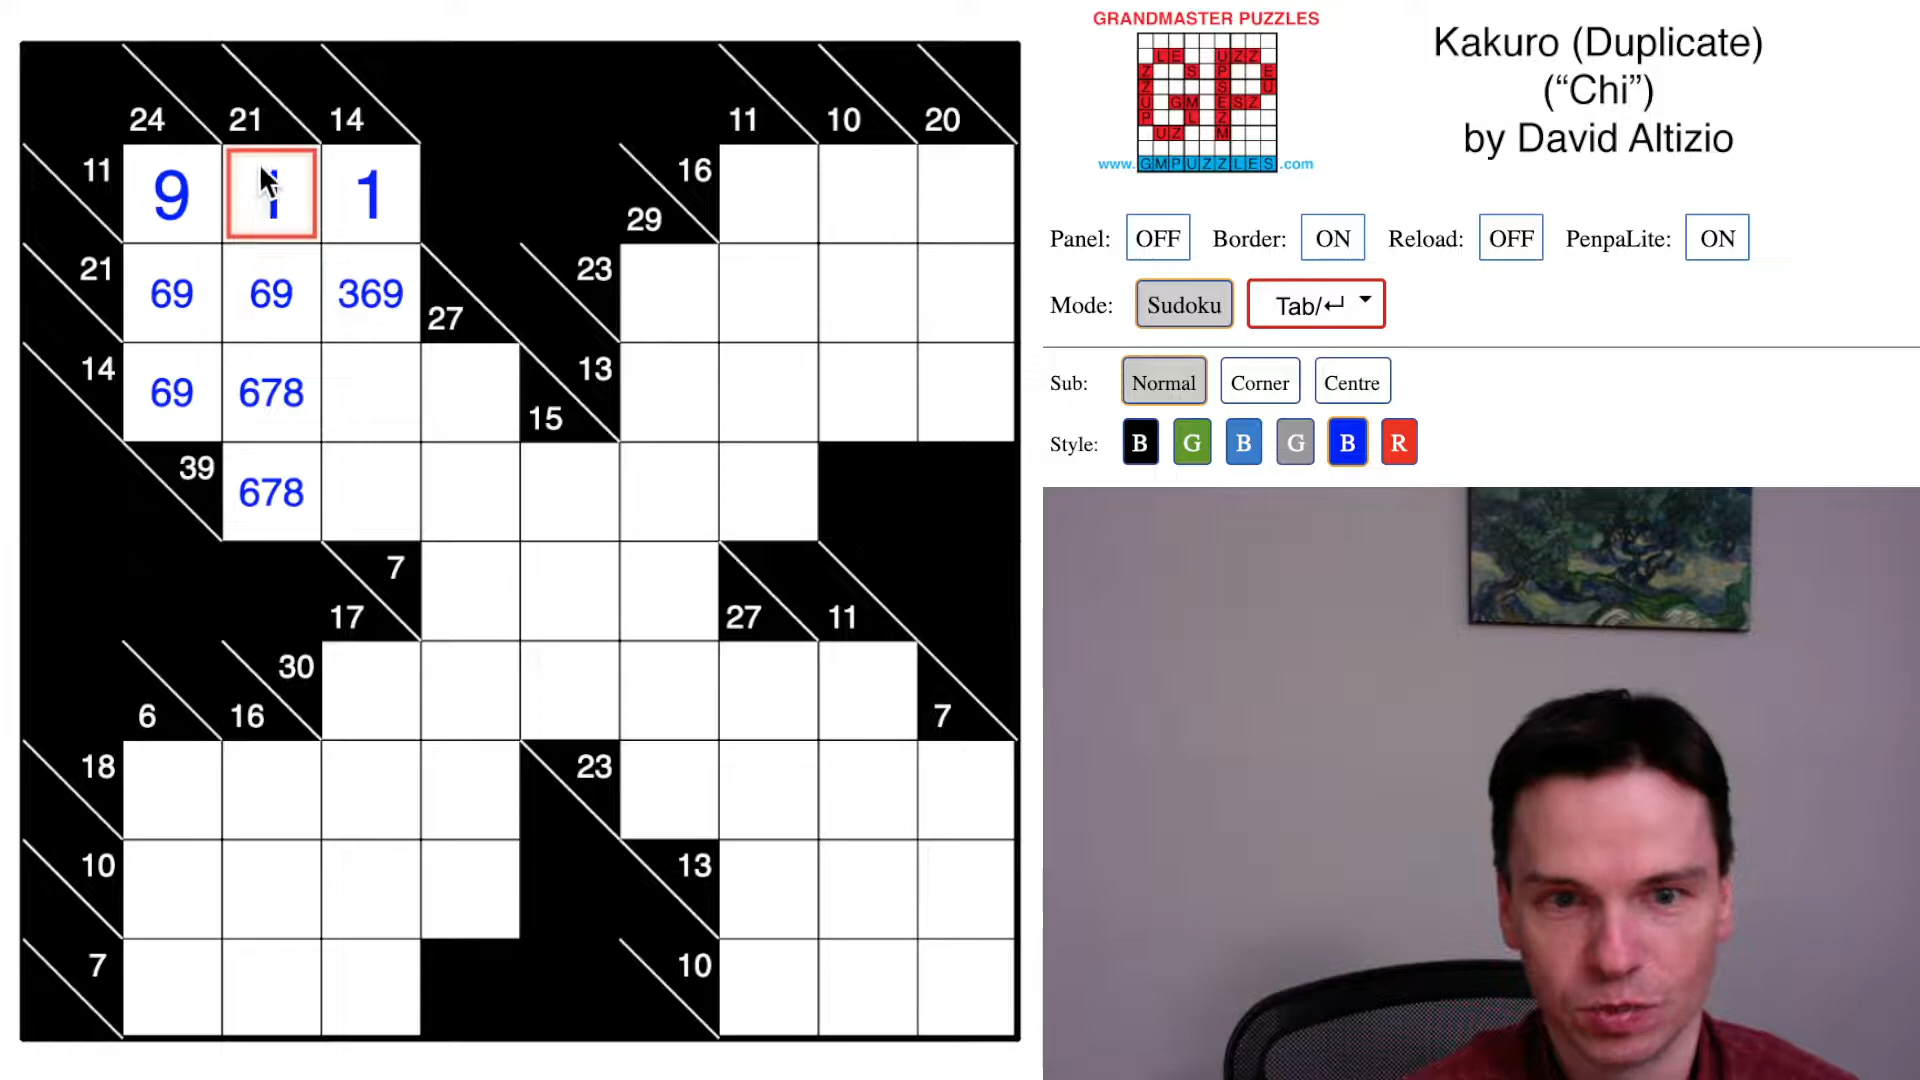 GRANDMASTER PUZZLES
www.GMPUZZLES.com
Kakuro (Duplicate)
(“Chi”)
by David Altizio
Panel: OFF Border: ON Reload: OFF PenpaLite: ON
Mode: Sudoku Tab/↵
Sub: Normal Corner Centre
Style: B G B G B R
24 21 14 11 10 20
11 9 1 1 16
29
21 69 69 369 23
27
14 69 678 13
15
39 678
7
17 27 11
30
6 16 7
18 23
10 13
7 10